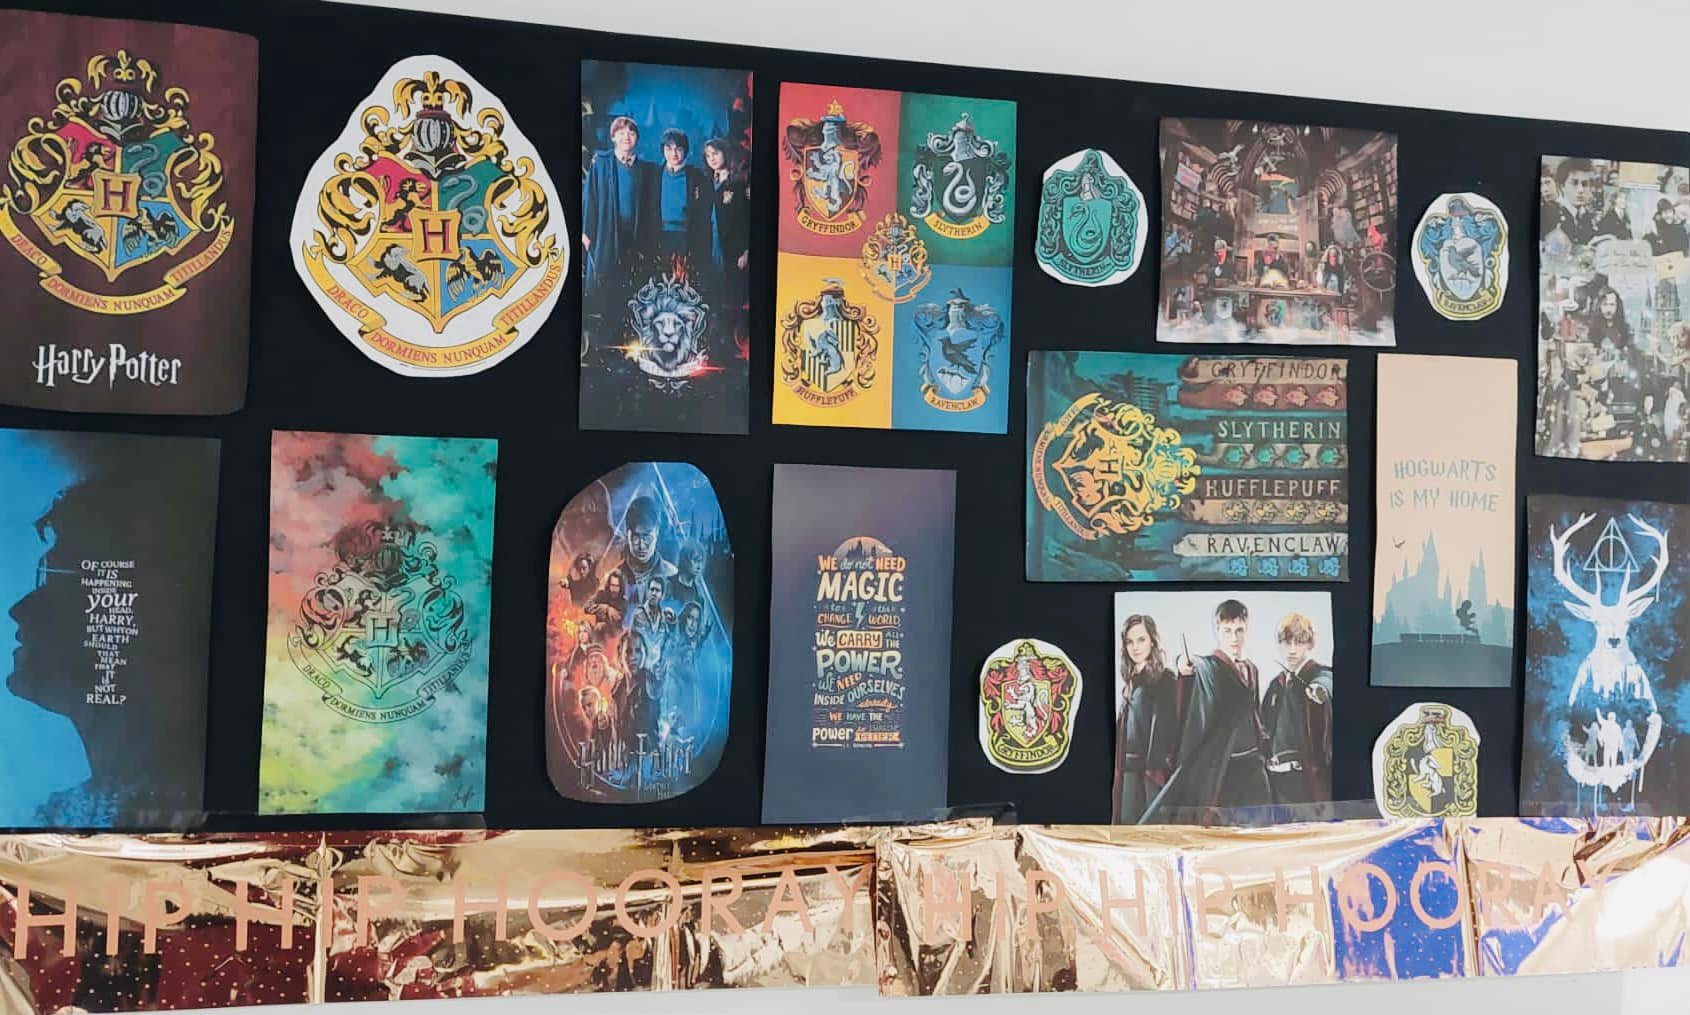 DRACO
DORMIENS NUNQUAM
TITILLANDUS
Harry Potter
H
DRACO
DORMIENS NUNQUAM
TITILLANDUS
H
GRYFFINDOR
SLYTHERIN
HUFFLEPUFF
RAVENCLAW
H
SLYTHERIN
RAVENCLAW
GRYFFINDOR
SLYTHERIN
HUFFLEPUFF
RAVENCLAW
H
HOGWARTS
IS MY HOME
OF COURSE
IT IS
HAPPENING
INSIDE
your
HEAD,
HARRY,
BUT WHY ON
EARTH
SHOULD
THAT
MEAN
THAT
IT
IS
NOT
REAL?
H
DRACO
DORMIENS NUNQUAM
TITILLANDUS
Harry Potter
WE do not NEED
MAGIC
to
CHANGE WORLD
We CARRY ALL THE
POWER
WE NEED
INSIDE OURSELVES
already
WE HAVE THE
POWER to IMAGINE
BETTER
GRYFFINDOR
HIP HIP HOORAY HIP HIP HOORAY